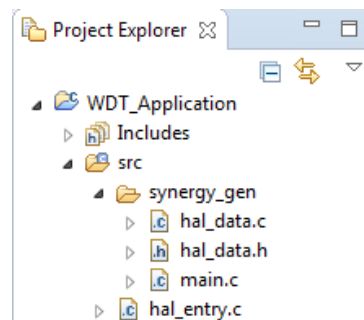 Project Explorer
WDT_Application
Includes
src
synergy_gen
hal_data.c
hal_data.h
main.c
hal_entry.c